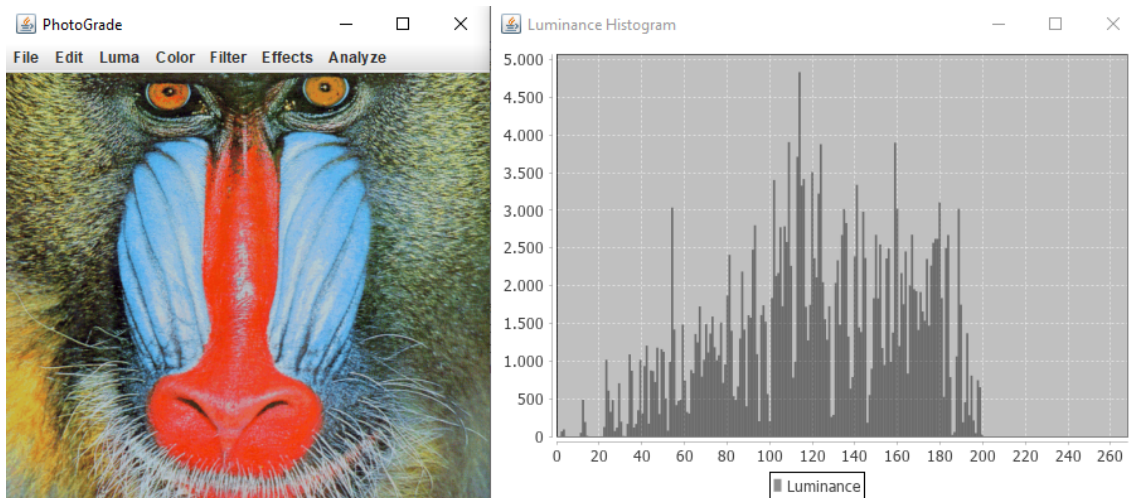 PhotoGrade
File Edit Luma Color Filter Effects Analyze
Luminance Histogram
5.000
4.500
4.000
3.500
3.000
2.500
2.000
1.500
1.000
500
0
0 20 40 60 80 100 120 140 160 180 200 220 240 260
Luminance